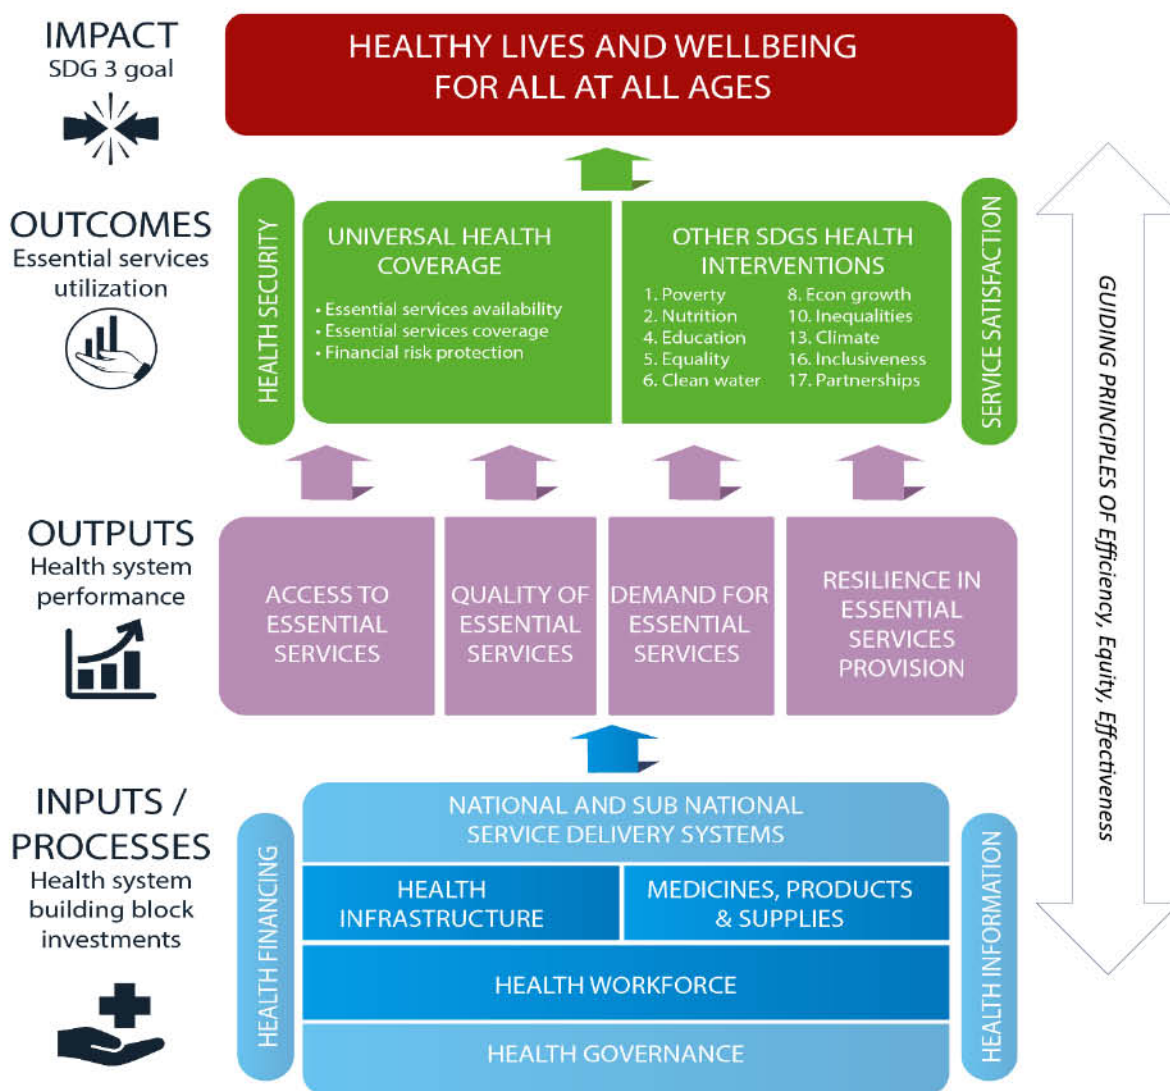 IMPACT
SDG 3 goal
HEALTHY LIVES AND WELLBEING
FOR ALL AT ALL AGES
OUTCOMES
Essential services
utilization
HEALTH SECURITY
UNIVERSAL HEALTH
COVERAGE
• Essential services availability
• Essential services coverage
• Financial risk protection
OTHER SDGS HEALTH
INTERVENTIONS
1. Poverty
2. Nutrition
4. Education
5. Equality
6. Clean water
8. Econ growth
10. Inequalities
13. Climate
16. Inclusiveness
17. Partnerships
SERVICE SATISFACTION
GUIDING PRINCIPLES OF Efficiency, Equity, Effectiveness
OUTPUTS
Health system
performance
ACCESS TO
ESSENTIAL
SERVICES
QUALITY OF
ESSENTIAL
SERVICES
DEMAND FOR
ESSENTIAL
SERVICES
RESILIENCE IN
ESSENTIAL
SERVICES
PROVISION
INPUTS /
PROCESSES
Health system
building block
investments
HEALTH FINANCING
NATIONAL AND SUB NATIONAL
SERVICE DELIVERY SYSTEMS
HEALTH
INFRASTRUCTURE
MEDICINES, PRODUCTS
& SUPPLIES
HEALTH WORKFORCE
HEALTH GOVERNANCE
HEALTH INFORMATION